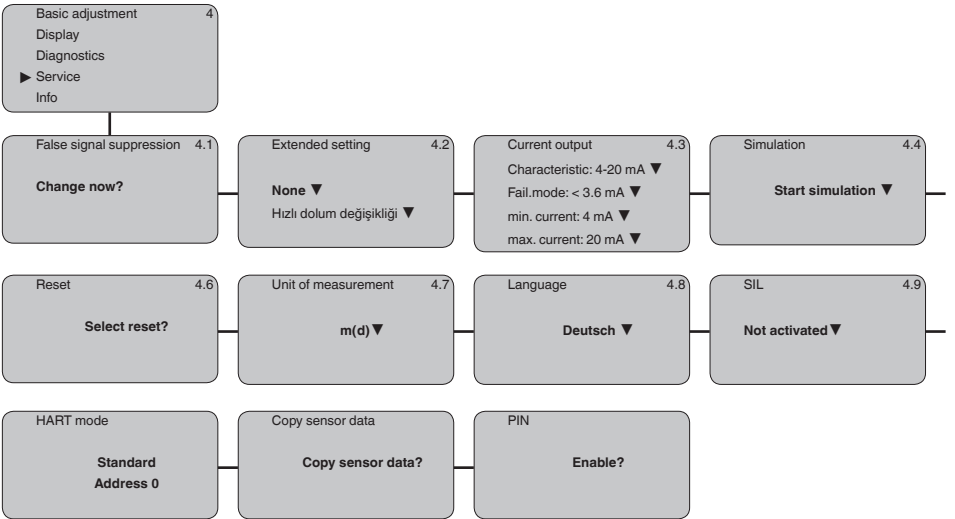 Basic adjustment 4
Display
Diagnostics
▶ Service
Info
False signal suppression 4.1
Change now?
Extended setting 4.2
None ▼
Hızlı dolum değişikliği ▼
Current output 4.3
Characteristic: 4-20 mA ▼
Fail.mode: < 3.6 mA ▼
min. current: 4 mA ▼
max. current: 20 mA ▼
Simulation 4.4
Start simulation ▼
Reset 4.6
Select reset?
Unit of measurement 4.7
m(d) ▼
Language 4.8
Deutsch ▼
SIL 4.9
Not activated ▼
HART mode
Standard
Address 0
Copy sensor data
Copy sensor data?
PIN
Enable?